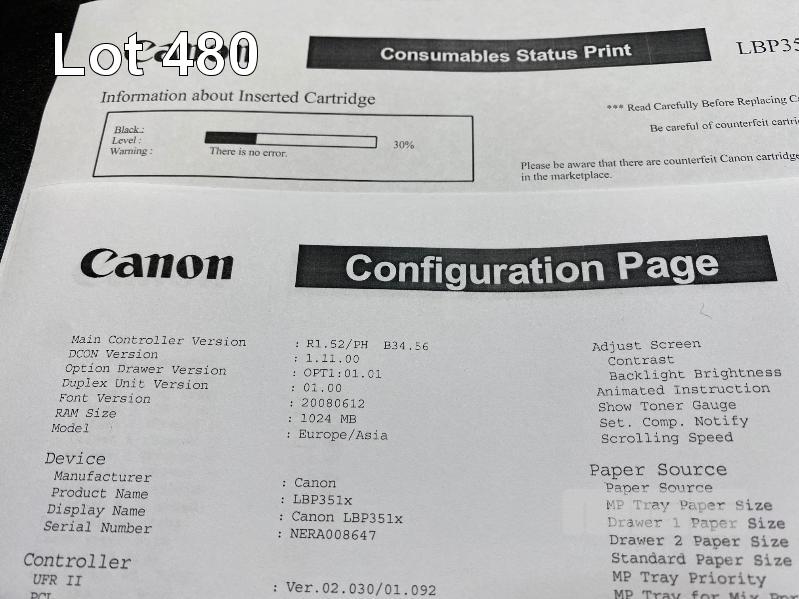 Lot 480
Canon
Consumables Status Print
LBP35
Information about Inserted Cartridge
*** Read Carefully Before Replacing
Be careful of counterfeit
Black:
Level:
Warning:
30%
There is no error.
Please be aware that there are counterfeit Canon
in the marketplace.
Canon
Configuration Page
Main Controller Version : R1.52/PH B34.56
DCON Version : 1.11.00
Option Drawer Version : OPT1:01.01
Duplex Unit Version : 01.00
Font Version : 20080612
RAM Size : 1024 MB
Model : Europe/Asia
Device
Manufacturer : Canon
Product Name : LBP351x
Display Name : Canon LBP351x
Serial Number : NERA008647
Controller
UFR II : Ver.02.030/01.092
PCL
Adjust Screen
Contrast
Backlight Brightness
Animated Instruction
Show Toner Gauge
Set. Comp. Notify
Scrolling Speed
Paper Source
Paper Source
MP Tray Paper Size
Drawer 1 Paper Size
Drawer 2 Paper Size
Standard Paper Size
MP Tray Priority
MP Tray for Mix